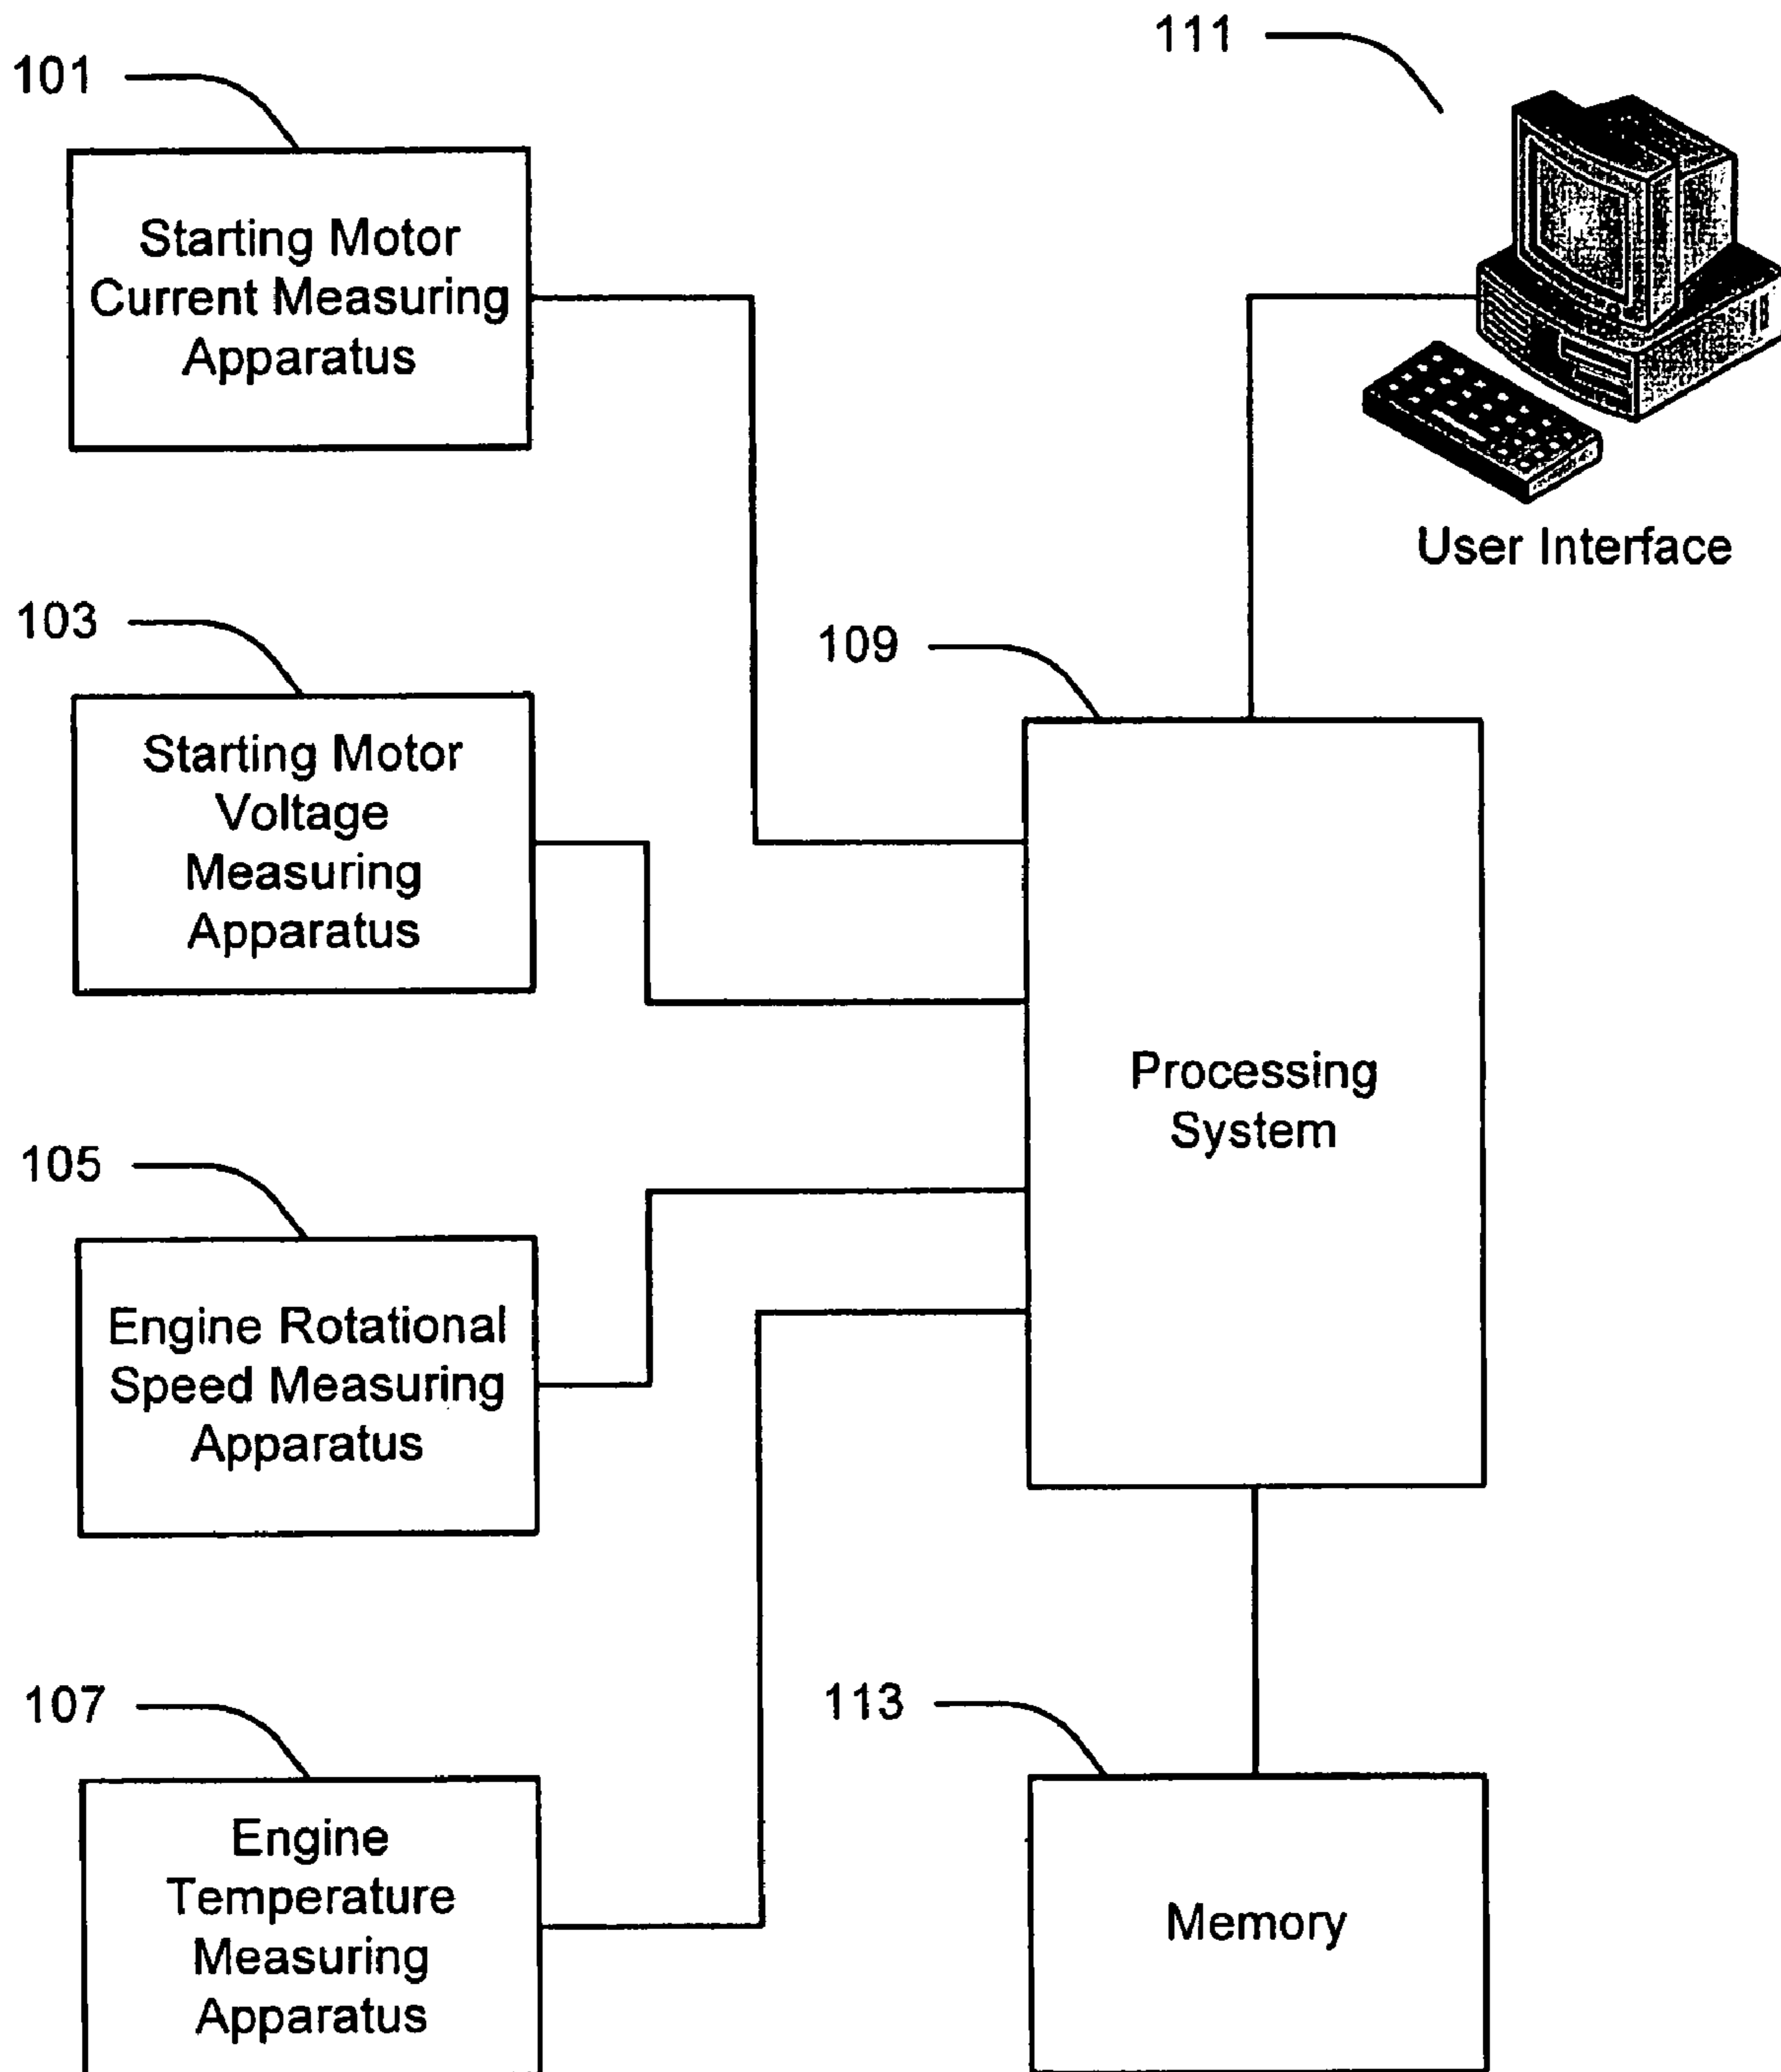 111
101
Starting Motor
Current Measuring
Apparatus
User Interface
103
109
Starting Motor
Voltage
Measuring
Apparatus
Processing
System
105
Engine Rotational
Speed Measuring
Apparatus
107
113
Engine
Temperature
Measuring
Apparatus
Memory